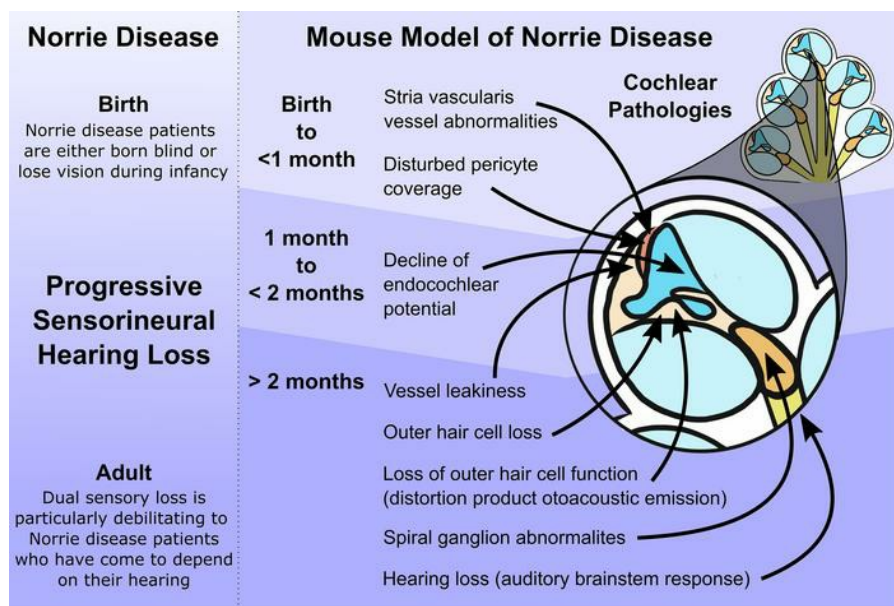 Norrie Disease
Birth
Norrie disease patients
are either born blind or
lose vision during infancy
Progressive
Sensorineural
Hearing Loss
Adult
Dual sensory loss is
particularly debilitating to
Norrie disease patients
who have come to depend
on their hearing
Mouse Model of Norrie Disease
Cochlear
Pathologies
Birth
to
<1 month
Stria vascularis
vessel abnormalities
Disturbed pericyte
coverage
1 month
to
< 2 months
Decline of
endocochlear
potential
> 2 months
Vessel leakiness
Outer hair cell loss
Loss of outer hair cell function
(distortion product otoacoustic emission)
Spiral ganglion abnormalites
Hearing loss (auditory brainstem response)